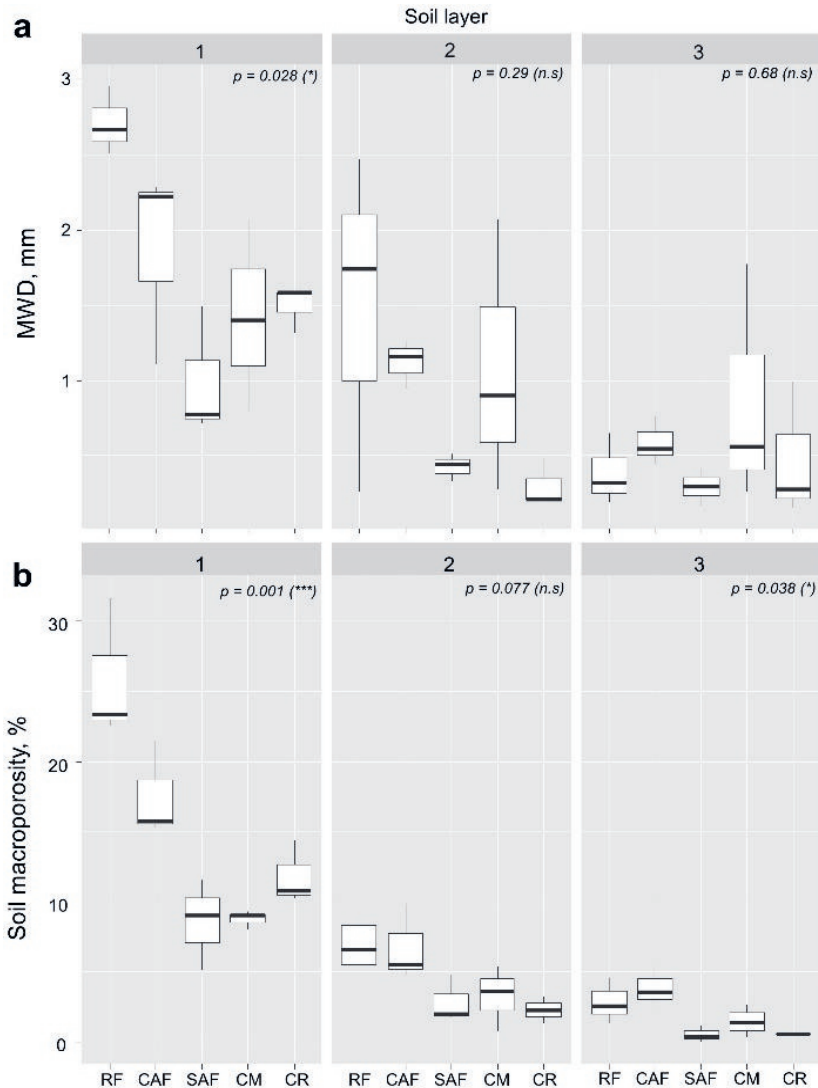 Soil layer
a
1 2 3
p = 0.028 (*) p = 0.29 (n.s) p = 0.68 (n.s)
3
2
1
MWD, mm
b
1 2 3
p = 0.001 (***) p = 0.077 (n.s) p = 0.038 (*)
30
20
10
0
Soil macroporosity, %
RF CAF SAF CM CR RF CAF SAF CM CR RF CAF SAF CM CR